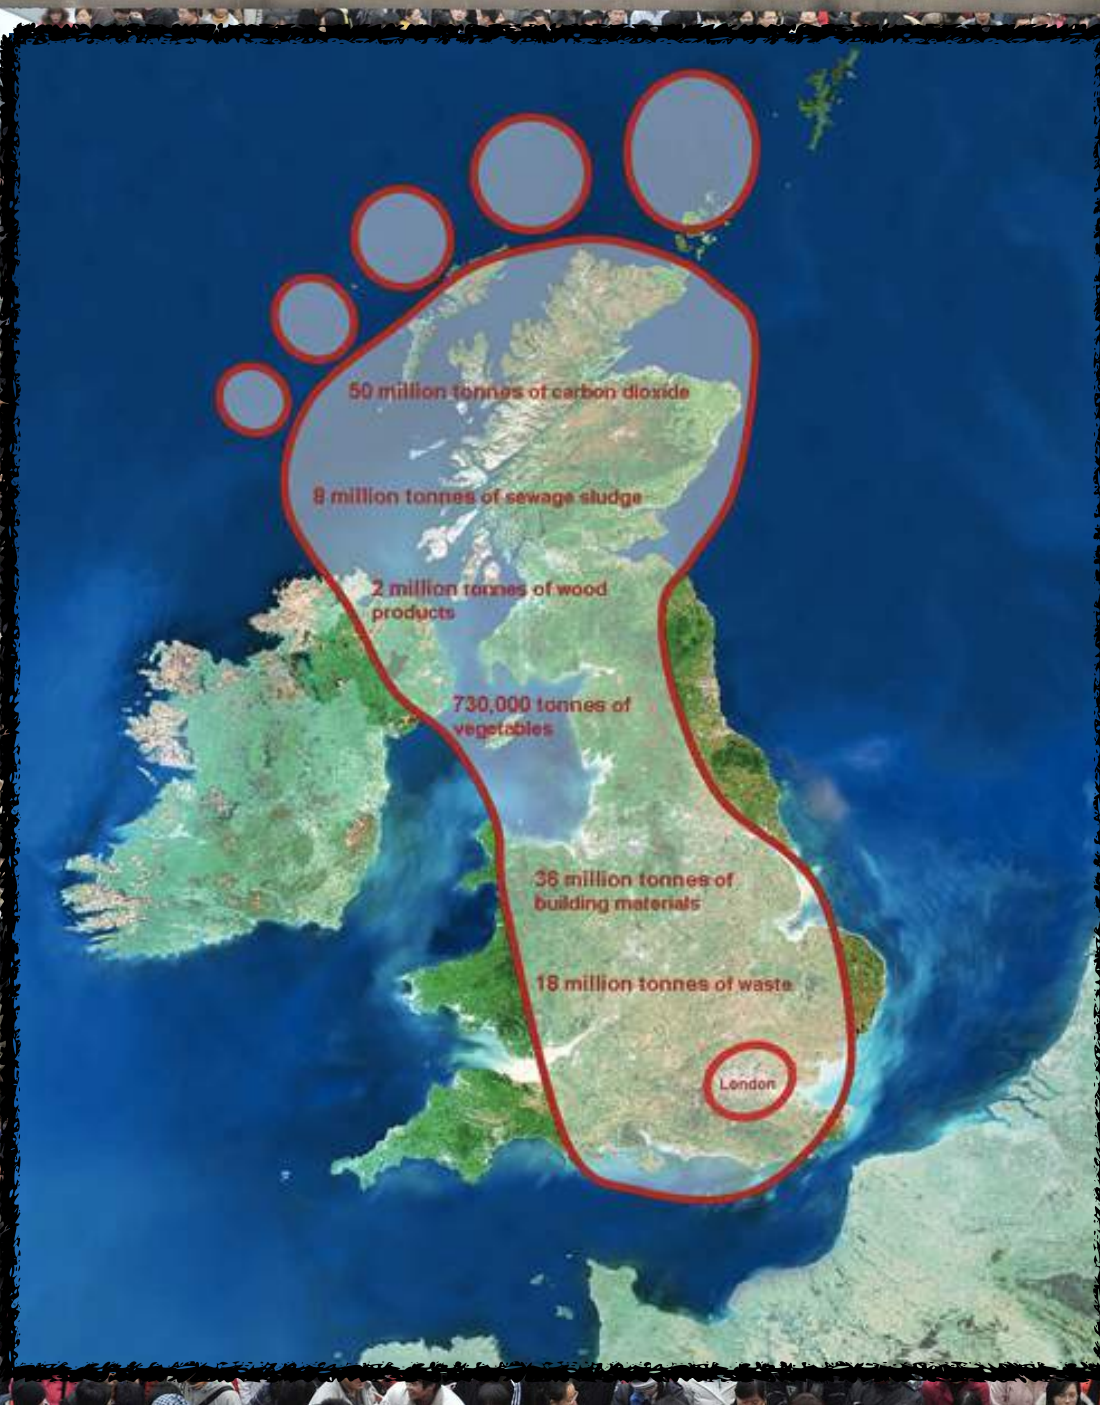 50 million tonnes of carbon dioxide
8 million tonnes of sewage sludge
2 million tonnes of wood
products
730,000 tonnes of
vegetables
36 million tonnes of
building materials
18 million tonnes of waste
London